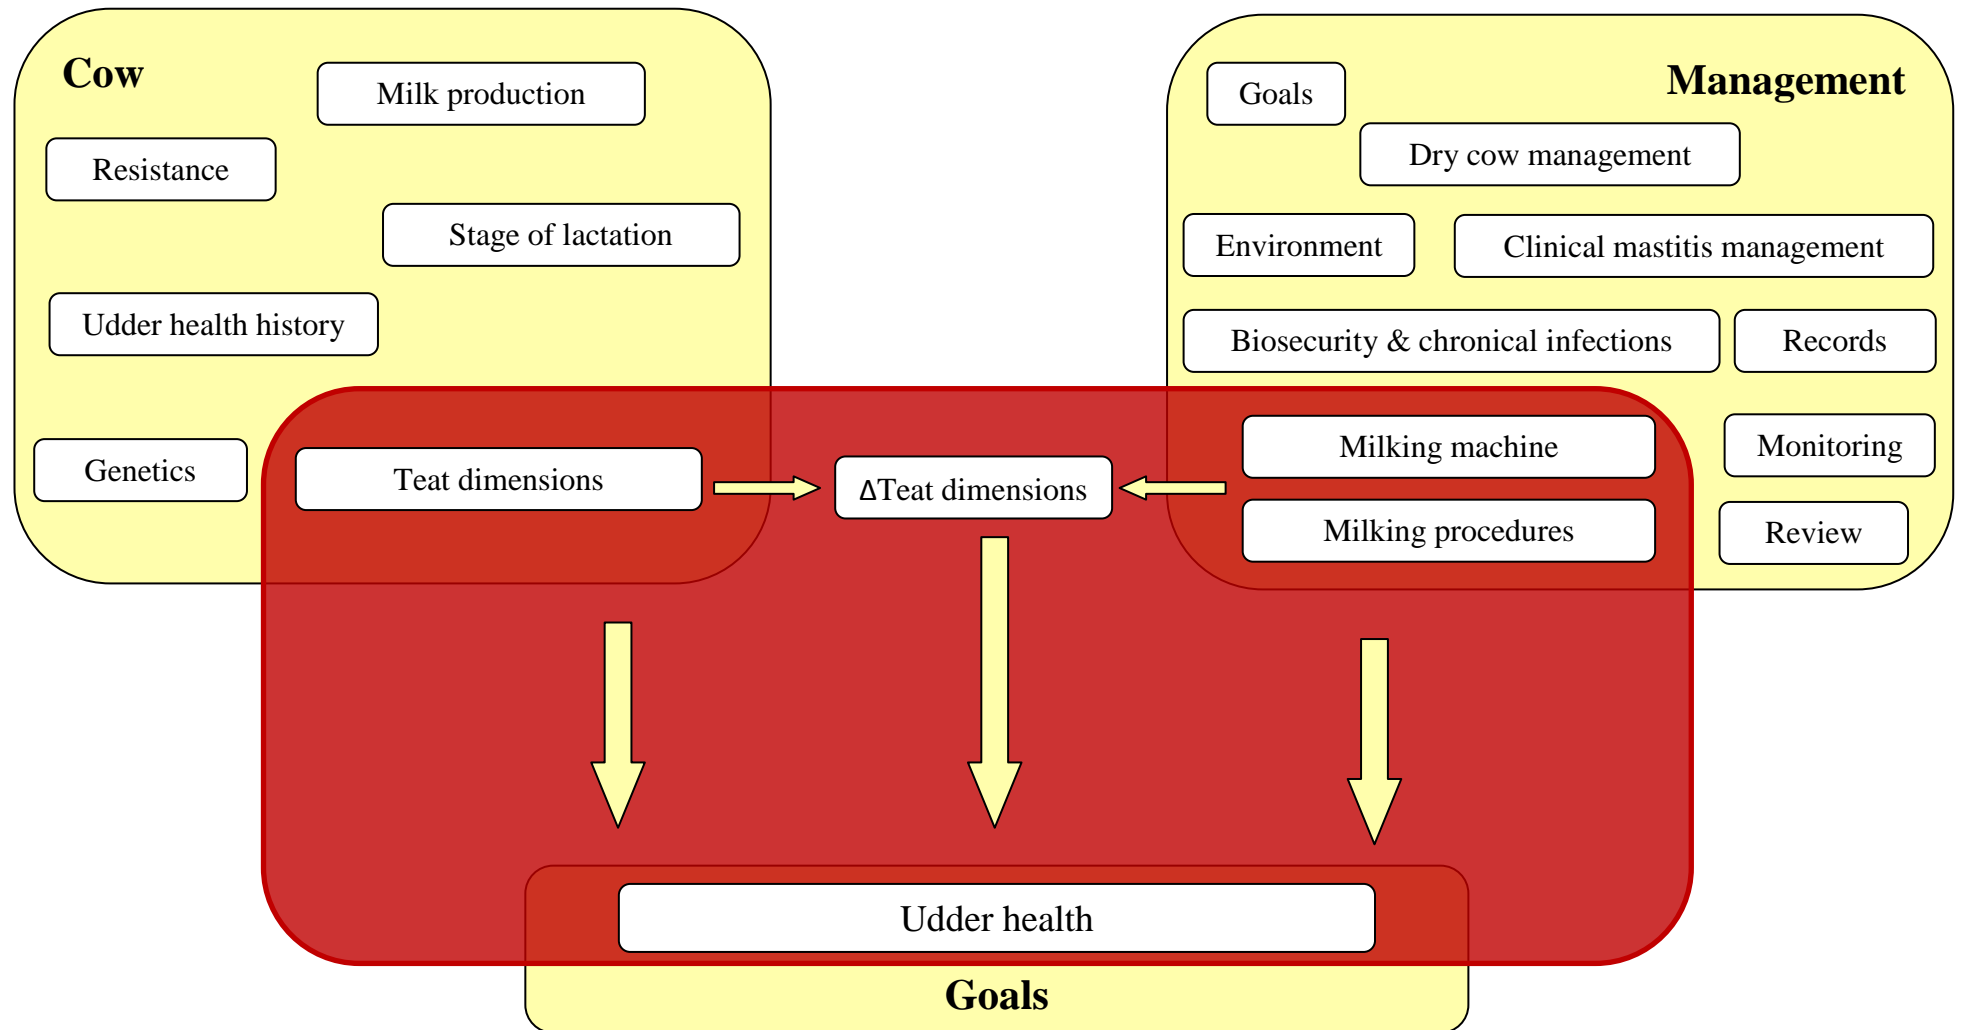 Cow
Milk production
Resistance
Stage of lactation
Udder health history
Genetics
Teat dimensions
ΔTeat dimensions
Management
Goals
Dry cow management
Environment
Clinical mastitis management
Biosecurity & chronical infections
Records
Milking machine
Monitoring
Milking procedures
Review
Udder health
Goals